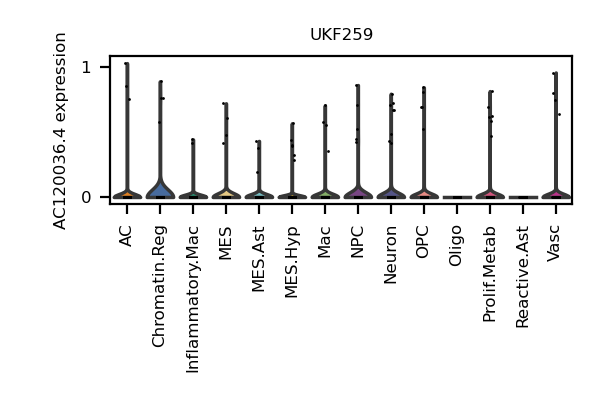 UKF259
AC120036.4 expression
1
0
AC
Chromatin.Reg
Inflammatory.Mac
MES
MES.Ast
MES.Hyp
Mac
NPC
Neuron
OPC
Oligo
Prolif.Metab
Reactive.Ast
Vasc